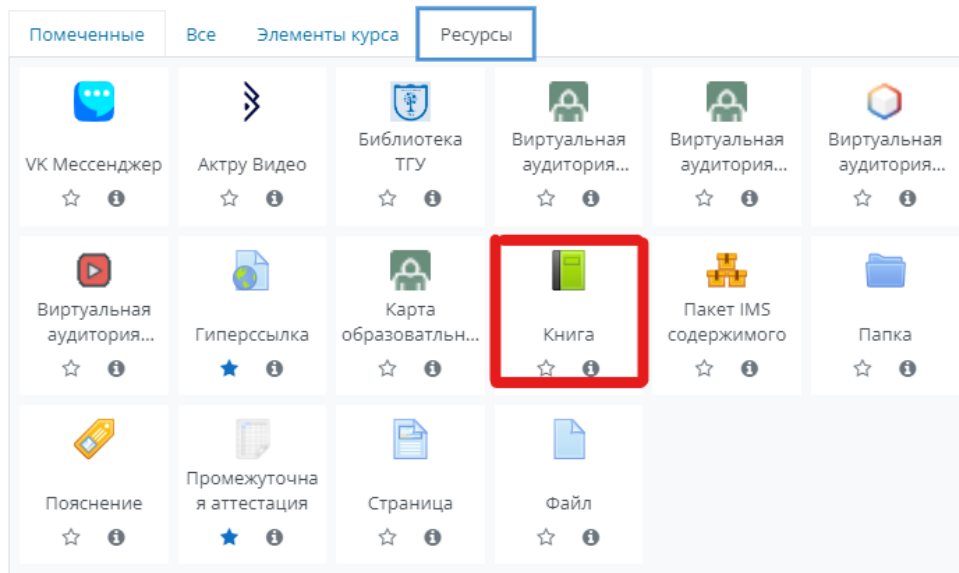 Помеченные Все Элементы курса Ресурсы
VK Мессенджер
Актру Видео
Библиотека
ТГУ
Виртуальная
аудитория...
Виртуальная
аудитория...
Виртуальная
аудитория...
Виртуальная
аудитория...
Гиперссылка
Карта
образоватльн...
Книга
Пакет IMS
содержимого
Папка
Пояснение
Промежуточна
я аттестация
Страница
Файл